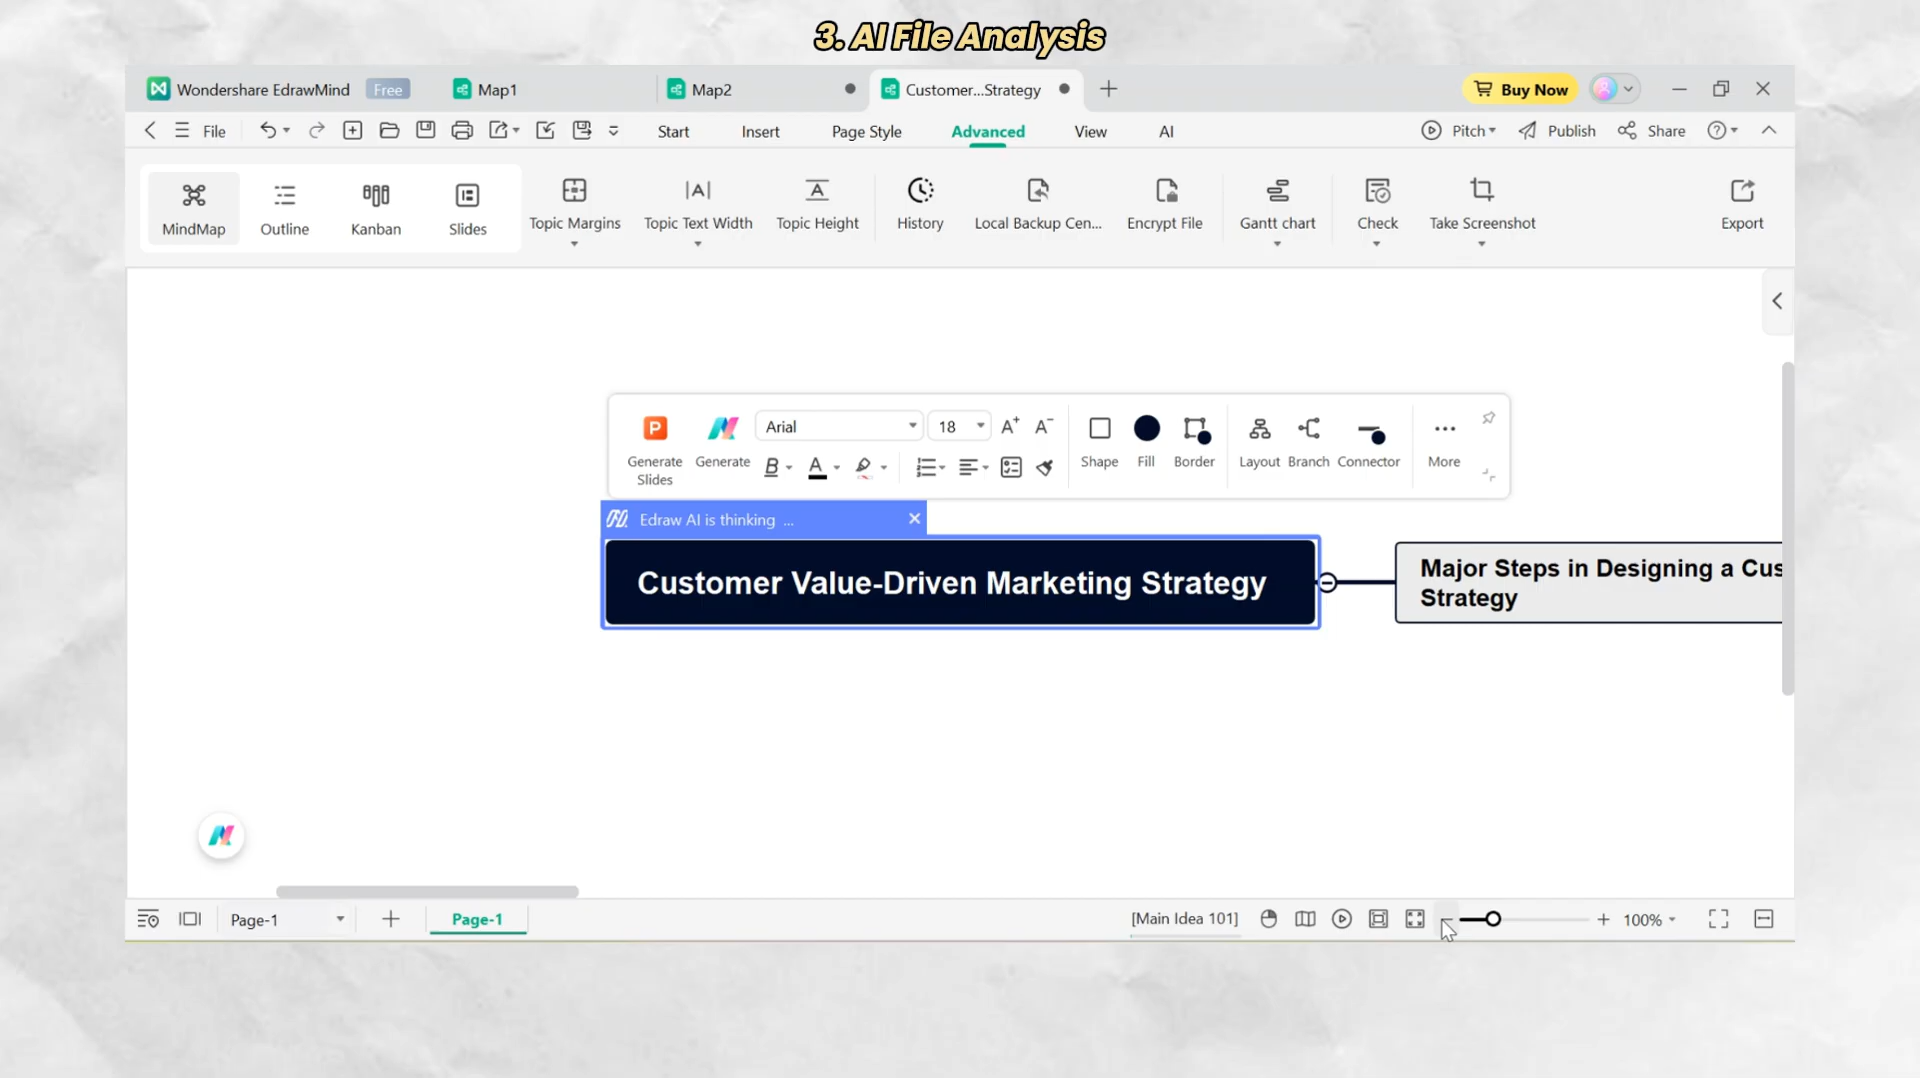 3. AI File Analysis
Wondershare EdrawMind Free Map1 Map2 Customer...Strategy Buy Now
File Start Insert Page Style Advanced View AI Pitch Publish Share
MindMap Outline Kanban Slides Topic Margins Topic Text Width Topic Height History Local Backup Cen... Encrypt File Gantt chart Check Take Screenshot Export
Arial 18
Generate Slides Generate Shape Fill Border Layout Branch Connector More
Edraw AI is thinking ...
Customer Value-Driven Marketing Strategy
Major Steps in Designing a Cus
Strategy
Page-1 Page-1 [Main Idea 101] 100%